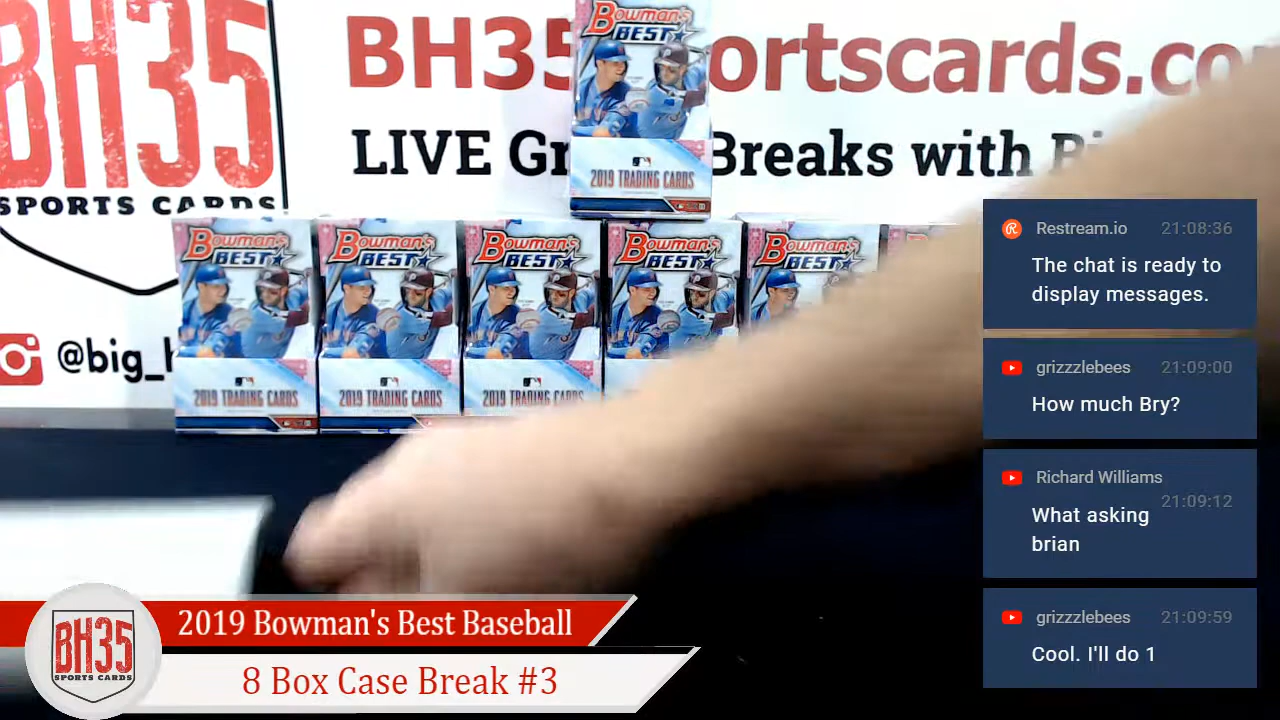 BH35
SPORTS CARDS
BH35 ortscards.co
LIVE Gr Breaks with
@big_
Bowman's
BEST
2019 TRADING CARDS
Bowman's
BEST
2019 TRADING CARDS
Bowman's
BEST
2019 TRADING CARDS
Bowman's
BEST
2019 TRADING CARDS
Bowman's
BEST
Bowman's
BEST
Restream.io 21:08:36
The chat is ready to
display messages.
grizzzlebees 21:09:00
How much Bry?
Richard Williams
21:09:12
What asking
brian
grizzzlebees 21:09:59
Cool. I'll do 1
BH35
SPORTS CARDS
2019 Bowman's Best Baseball
8 Box Case Break #3